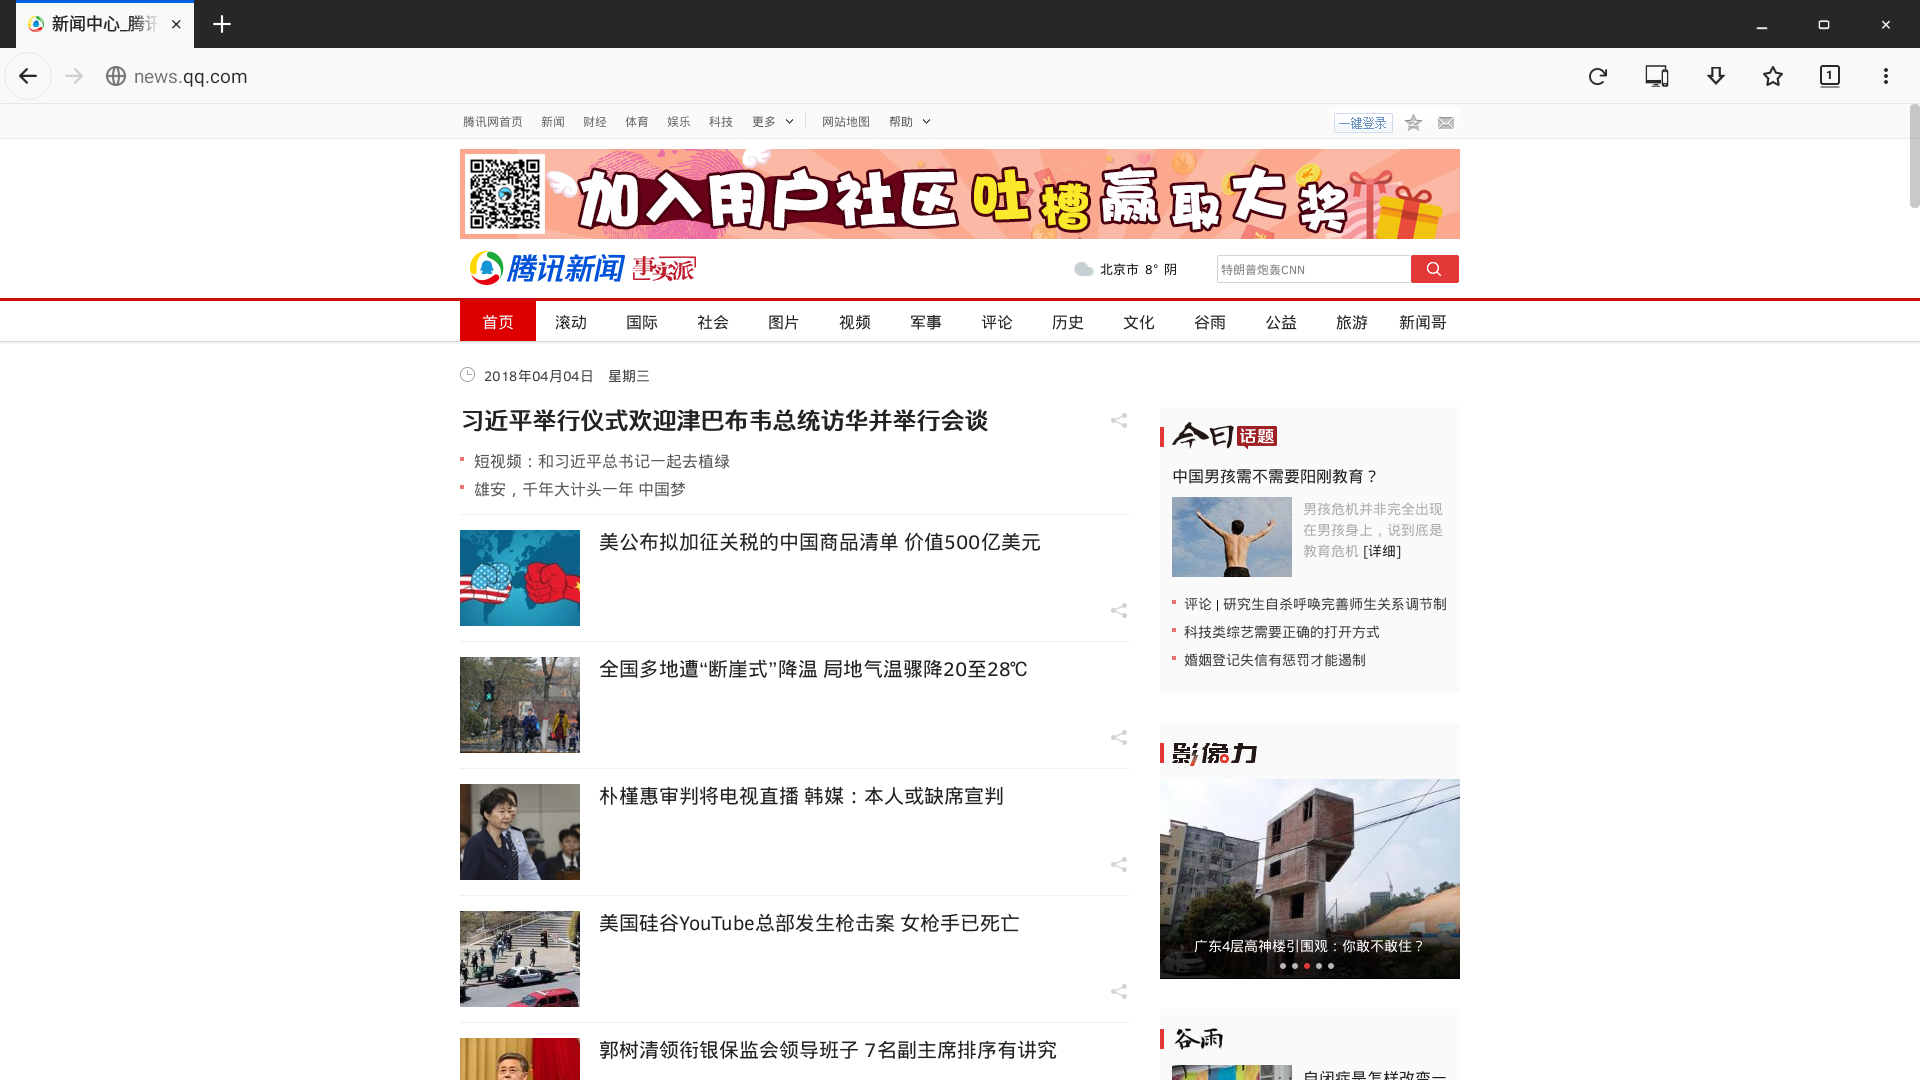 新闻中心_腾讯
news.qq.com
1
腾讯网首页 新闻 财经 体育 娱乐 科技 更多 网站地图 帮助
一键登录
加入用户社区吐槽赢取大奖
腾讯新闻 事实派
北京市 8° 阴
特朗普炮轰CNN
首页 滚动 国际 社会 图片 视频 军事 评论 历史 文化 谷雨 公益 旅游 新闻哥
2018年04月04日 星期三
习近平举行仪式欢迎津巴布韦总统访华并举行会谈
短视频：和习近平总书记一起去植绿
雄安，千年大计头一年 中国梦
美公布拟加征关税的中国商品清单 价值500亿美元
全国多地遭“断崖式”降温 局地气温骤降20至28℃
朴槿惠审判将电视直播 韩媒：本人或缺席宣判
美国硅谷YouTube总部发生枪击案 女枪手已死亡
郭树清领衔银保监会领导班子 7名副主席排序有讲究
今日话题
中国男孩需不需要阳刚教育？
男孩危机并非完全出现
在男孩身上，说到底是
教育危机 [详细]
评论 | 研究生自杀呼唤完善师生关系调节制
科技类综艺需要正确的打开方式
婚姻登记失信有惩罚才能遏制
影像力
广东4层高神楼引围观：你敢不敢住？
谷雨
自闭症是怎样改变一